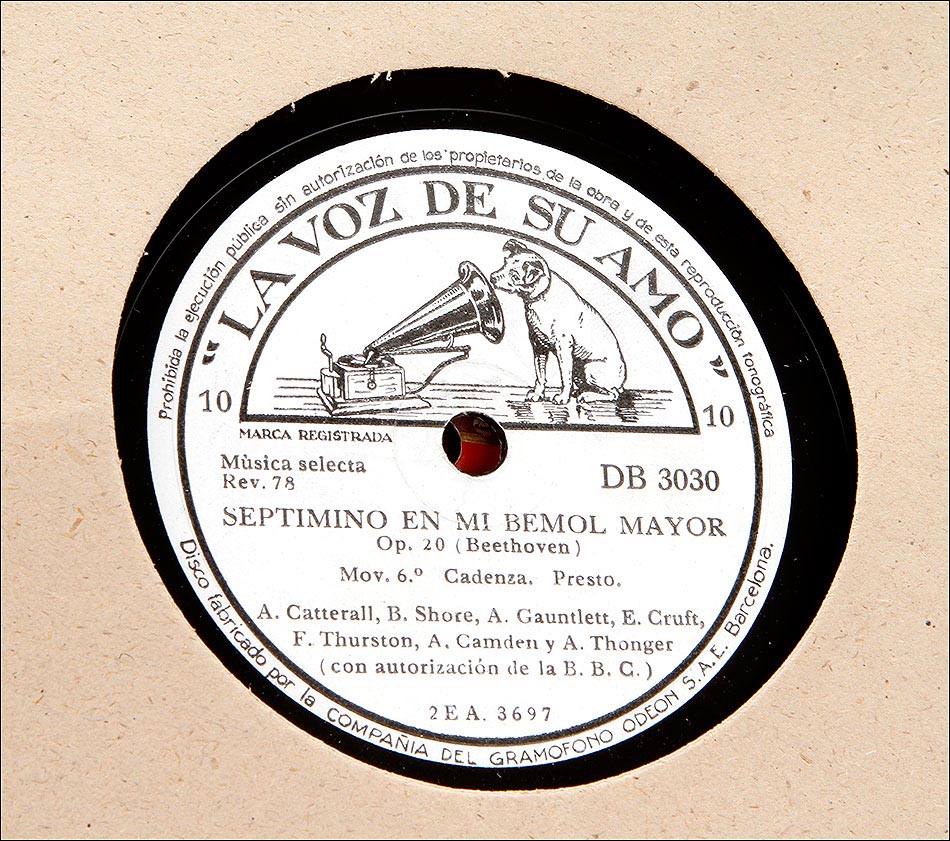 Prohibida la ejecución pública sin autorización de los propietarios de la obra y de esta reproducción fonográfica
"LA VOZ DE SU AMO"
10 10
MARCA REGISTRADA
Mùsica selecta
Rev. 78
DB 3030
SEPTIMINO EN MI BEMOL MAYOR
Op. 20 (Beethoven)
Mov. 6.º Cadenza. Presto.
A. Catterall, B. Shore, A. Gauntlett, E. Cruft,
F. Thurston, A. Camden y A. Thonger
(con autorización de la B. B. C.)
2EA. 3697
Disco fabricado por la COMPAÑIA DEL GRAMOFONO ODEON S.A.E. Barcelona.